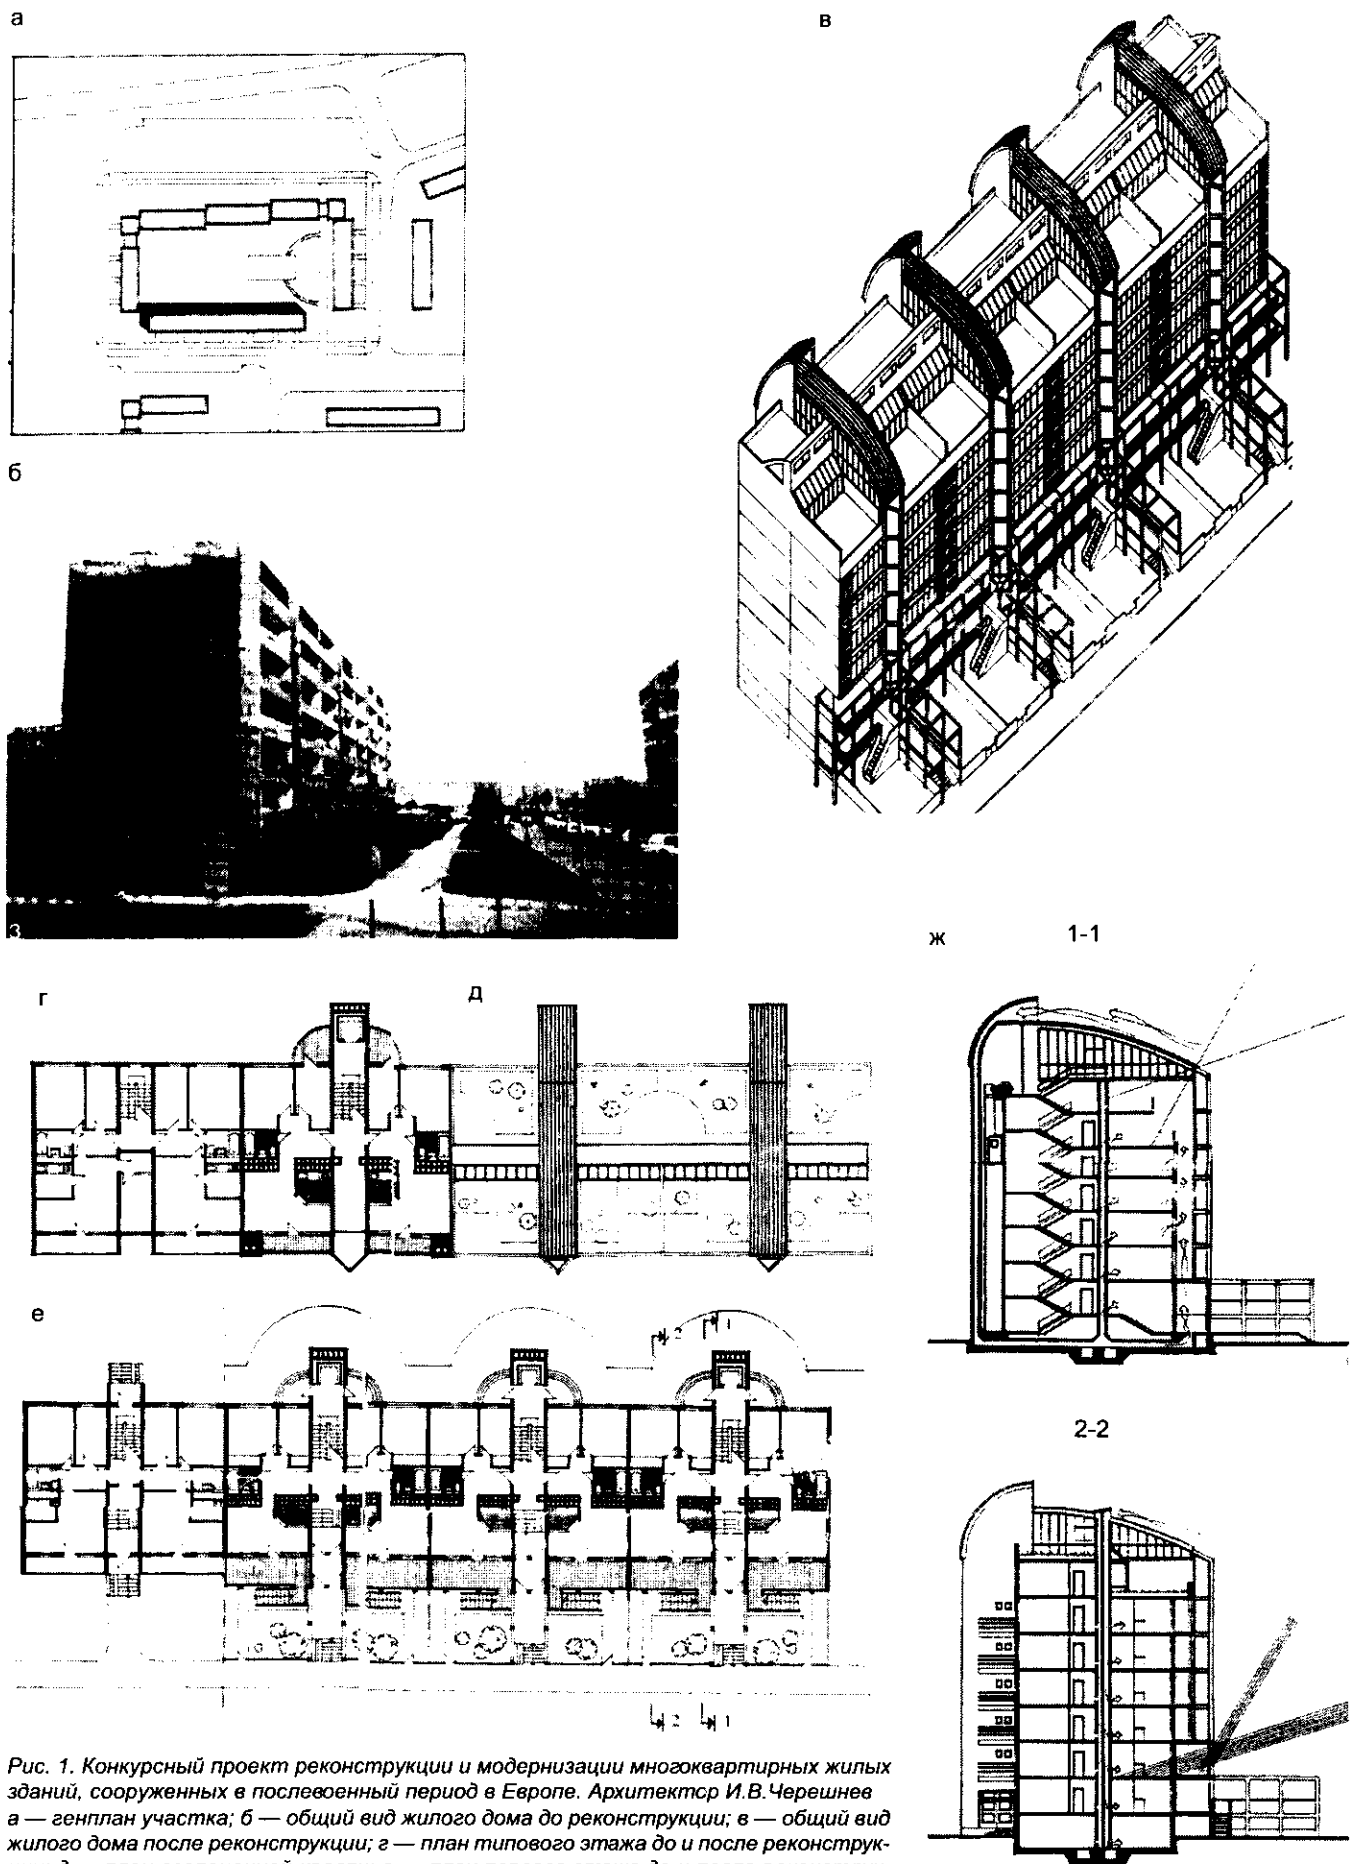 а
в
б
3
ж
1-1
г
д
е
2
1
2-2
2
1
Рис. 1. Конкурсный проект реконструкции и модернизации многоквартирных жилых
зданий, сооруженных в послевоенный период в Европе. Архитектср И.В.Черешнев
а — генплан участка; б — общий вид жилого дома до реконструкции; в — общий вид
жилого дома после реконструкции; г — план типового этажа до и после реконструк-